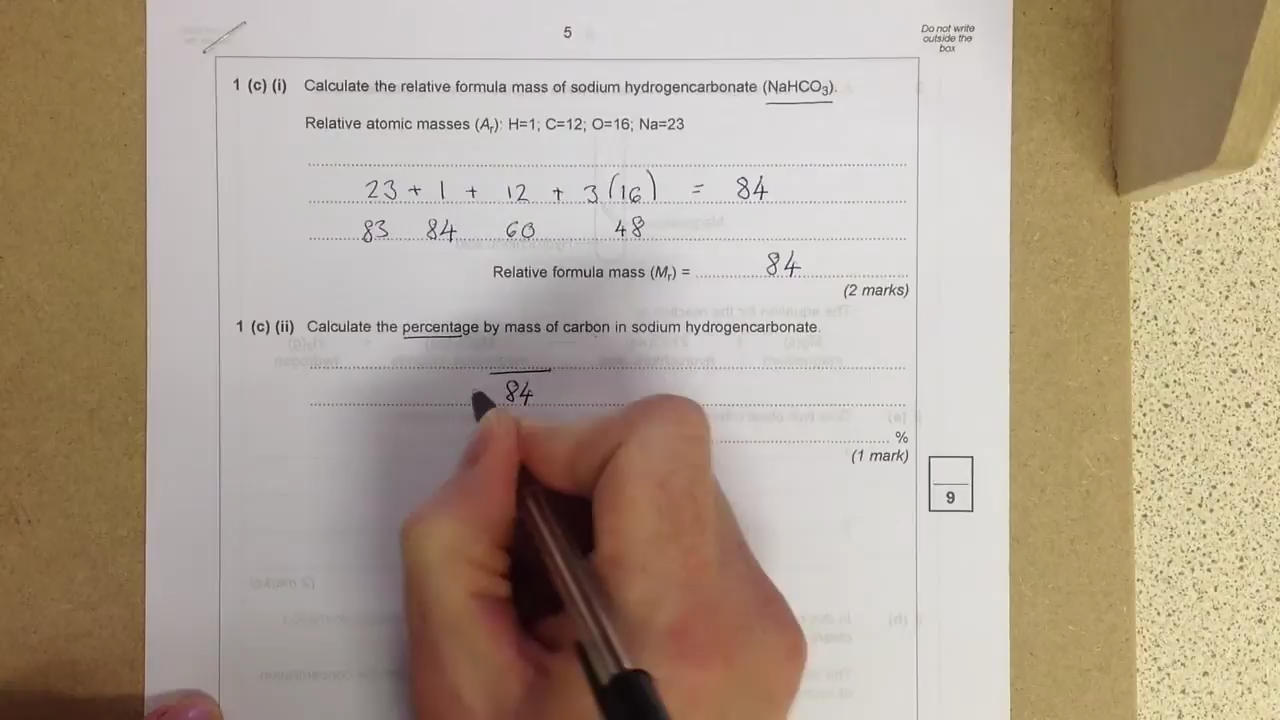 5
Do not write
outside the
box
1 (c) (i) Calculate the relative formula mass of sodium hydrogencarbonate (NaHCO₃).
Relative atomic masses (Aᵣ): H=1; C=12; O=16; Na=23
23 + 1 + 12 + 3(16) = 84
83 84 60 48
Relative formula mass (Mᵣ) = 84
(2 marks)
1 (c) (ii) Calculate the percentage by mass of carbon in sodium hydrogencarbonate.
84
%
(1 mark)
9